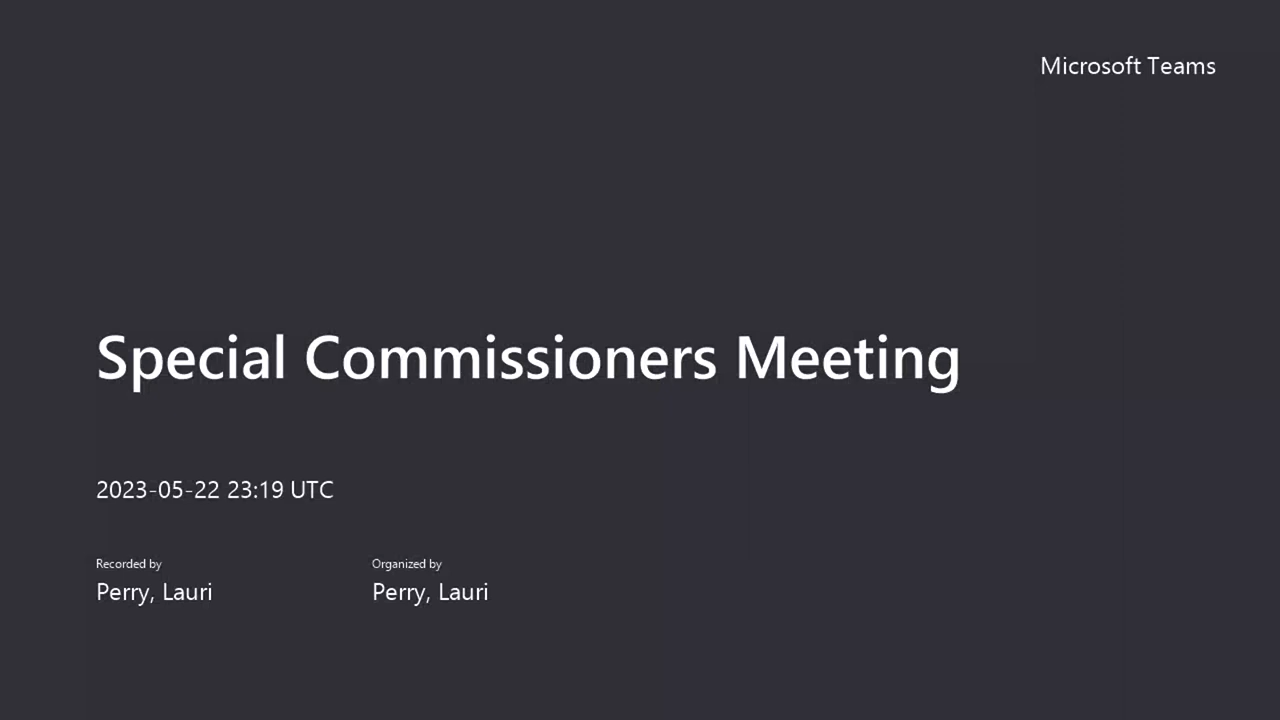 Microsoft Teams
Special Commissioners Meeting
2023-05-22 23:19 UTC
Recorded by
Organized by
Perry, Lauri
Perry, Lauri